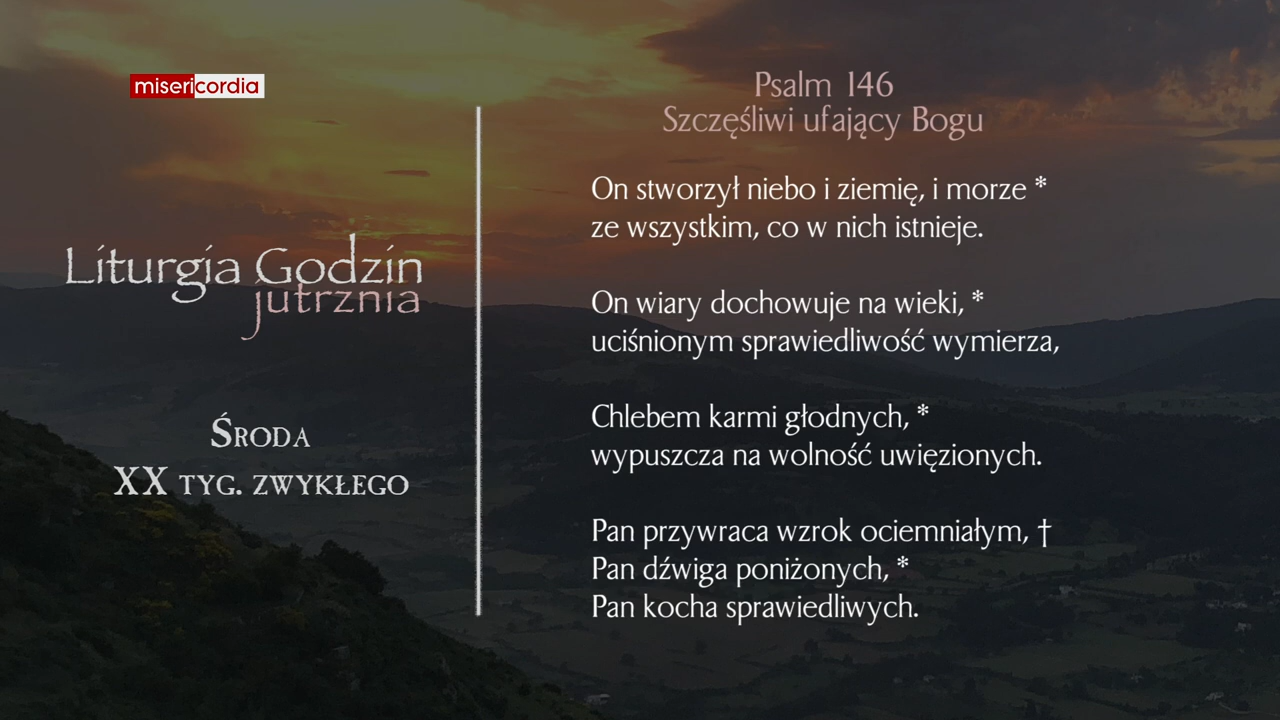 misericordia
Liturgia Godzin
jutrznia
Środa
XX tyg. zwykłego
Psalm 146
Szczęśliwi ufający Bogu
On stworzył niebo i ziemię, i morze *
ze wszystkim, co w nich istnieje.
On wiary dochowuje na wieki, *
uciśnionym sprawiedliwość wymierza,
Chlebem karmi głodnych, *
wypuszcza na wolność uwięzionych.
Pan przywraca wzrok ociemniałym, †
Pan dźwiga poniżonych, *
Pan kocha sprawiedliwych.